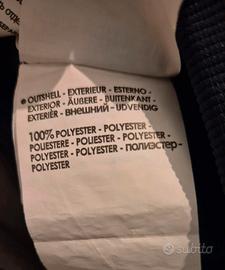 OUTSHELL - EXTERIEUR - ESTERNO -
EXTERIOR - ÄUßERE - BUITENKANT -
EXTERIÉR - ВНЕШНИЙ - UDVENDIG
100% POLYESTER - POLYESTER -
POLIESTERE - POLIESTER - POLYESTER -
POLYESTER - POLYESTER - ПОЛИЭСТЕР -
POLYESTER
subito